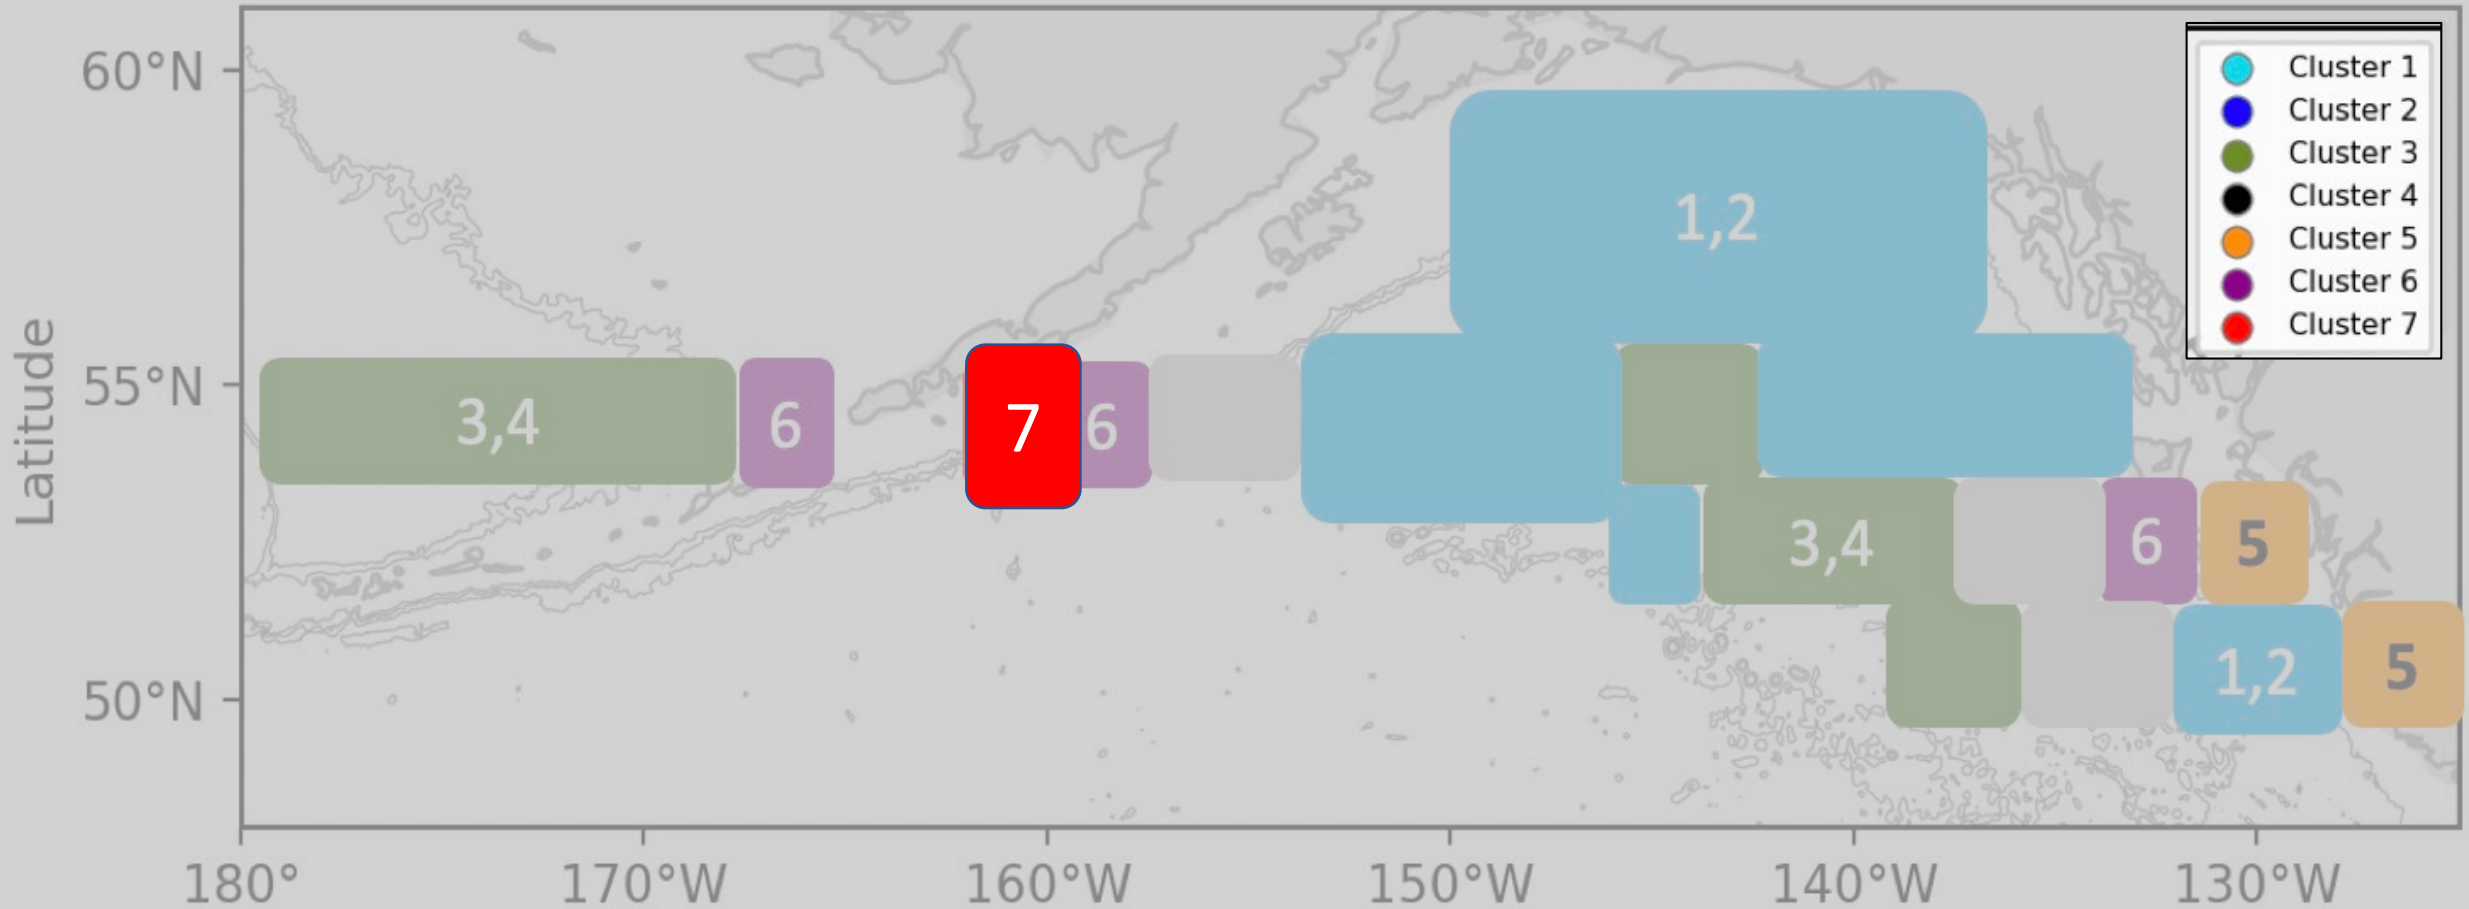 60°N
55°N
50°N
Latitude
Cluster 1
Cluster 2
Cluster 3
Cluster 4
Cluster 5
Cluster 6
Cluster 7
1,2
3,4
6
7
6
3,4
6
5
1,2
5
180°
170°W
160°W
150°W
140°W
130°W